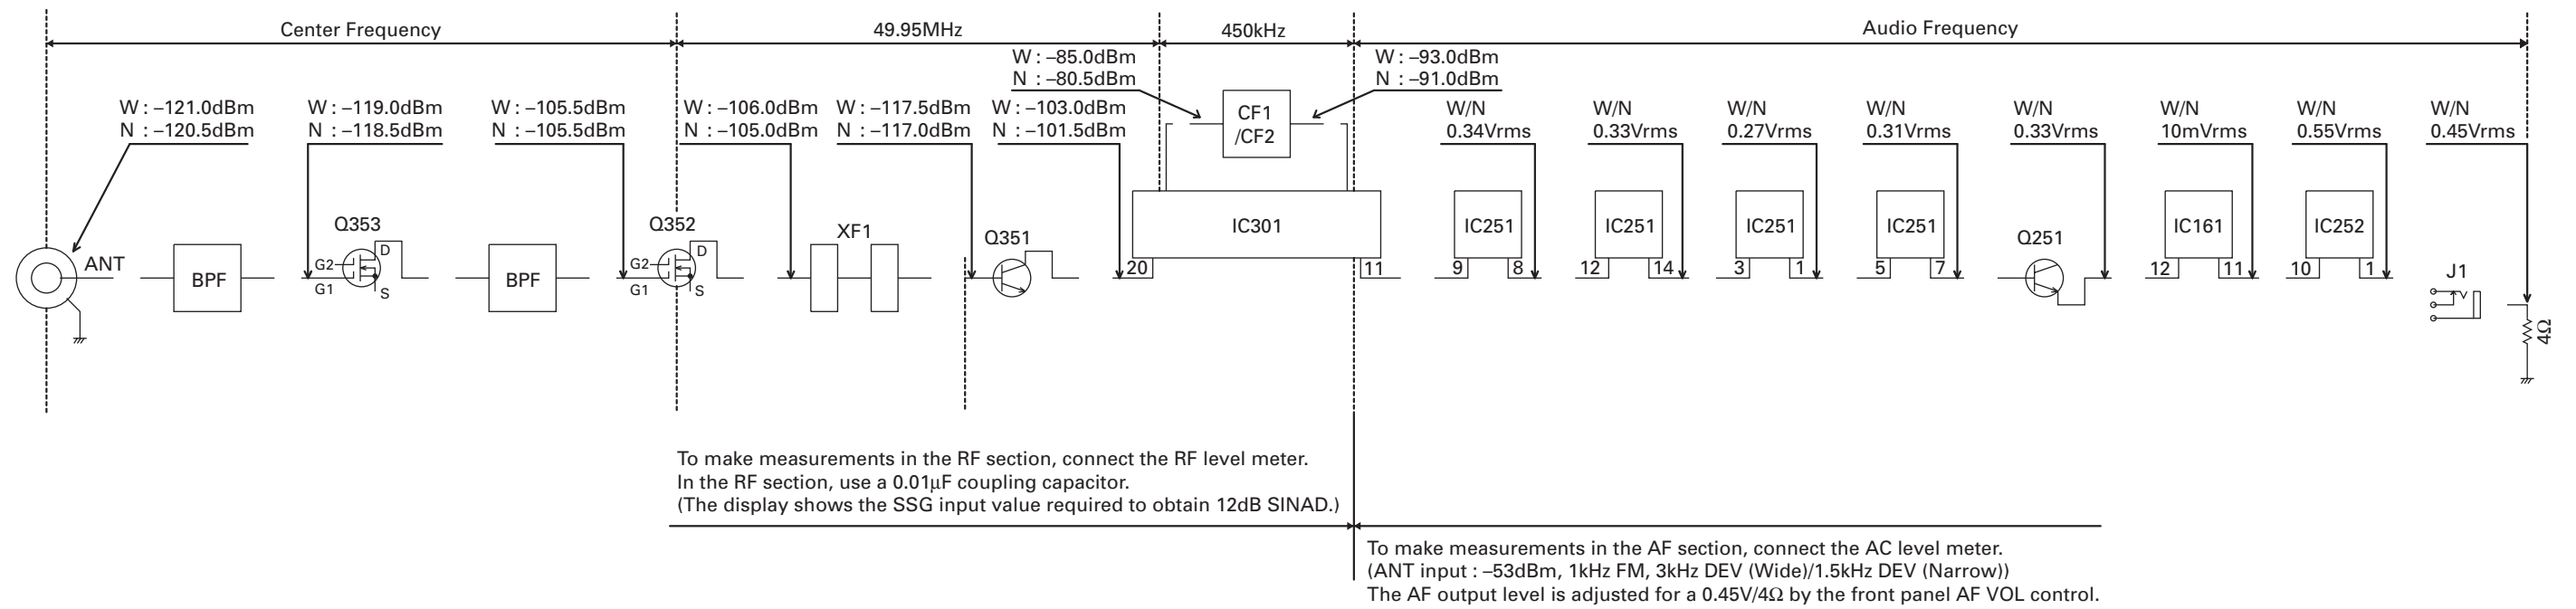 Center Frequency
49.95MHz
450kHz
Audio Frequency
W : –85.0dBm
N : –80.5dBm
W : –93.0dBm
N : –91.0dBm
W : –121.0dBm
N : –120.5dBm
W : –119.0dBm
N : –118.5dBm
W : –105.5dBm
N : –105.5dBm
W : –106.0dBm
N : –105.0dBm
W : –117.5dBm
N : –117.0dBm
W : –103.0dBm
N : –101.5dBm
CF1
/CF2
W/N
0.34Vrms
W/N
0.33Vrms
W/N
0.27Vrms
W/N
0.31Vrms
W/N
0.33Vrms
W/N
10mVrms
W/N
0.55Vrms
W/N
0.45Vrms
ANT
BPF
Q353
G2
G1
D
S
BPF
Q352
G2
G1
D
S
XF1
Q351
IC301
20
11
IC251
9
8
IC251
12
14
IC251
3
1
IC251
5
7
Q251
IC161
12
11
IC252
10
1
J1
4Ω
To make measurements in the RF section, connect the RF level meter.
In the RF section, use a 0.01µF coupling capacitor.
(The display shows the SSG input value required to obtain 12dB SINAD.)
To make measurements in the AF section, connect the AC level meter.
(ANT input : –53dBm, 1kHz FM, 3kHz DEV (Wide)/1.5kHz DEV (Narrow))
The AF output level is adjusted for a 0.45V/4Ω by the front panel AF VOL control.